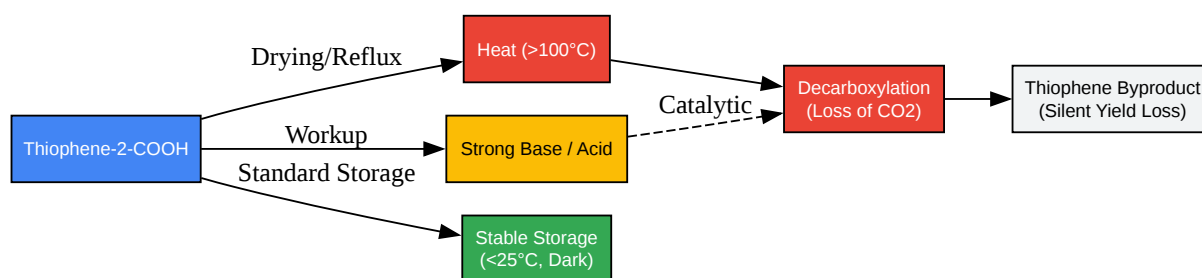 Thiophene-2-COOH
Drying/Reflux
Workup
Standard Storage
Heat (>100°C)
Strong Base / Acid
Stable Storage
(<25°C, Dark)
Catalytic
Decarboxylation
(Loss of CO2)
Thiophene Byproduct
(Silent Yield Loss)